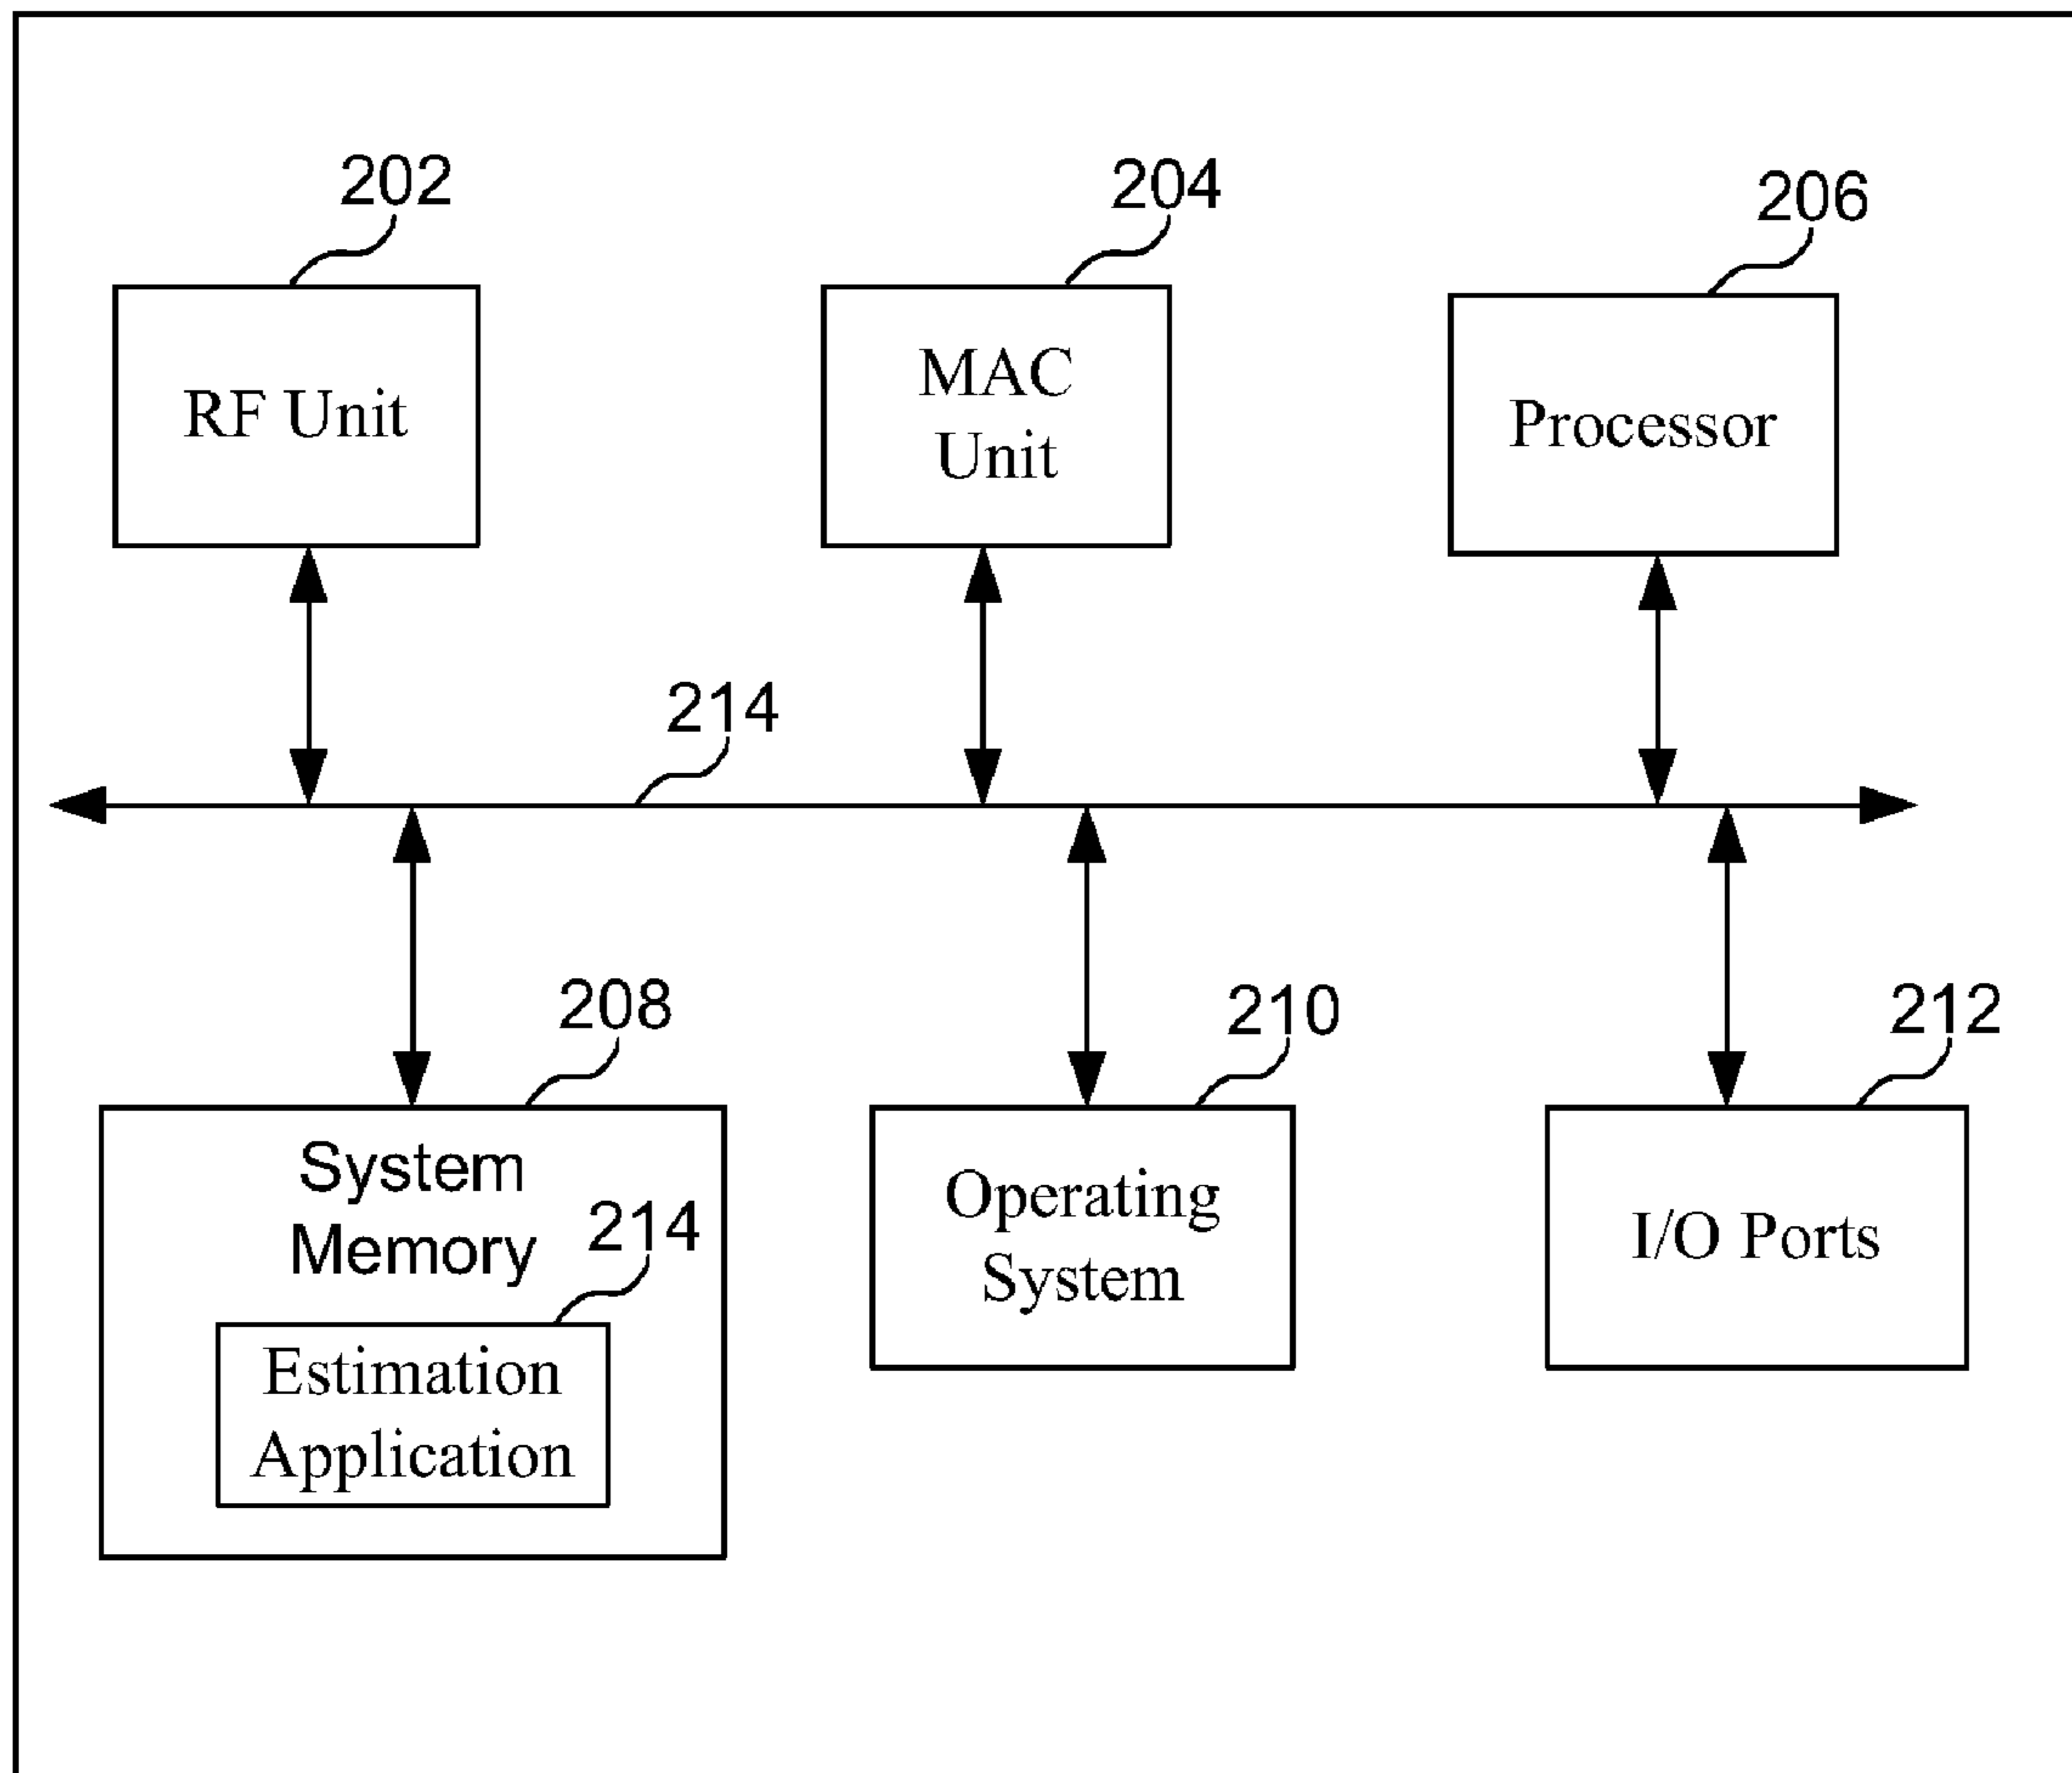 202
204
206
RF Unit
MAC
Unit
Processor
214
208
210
212
System
Memory
214
Estimation
Application
Operating
System
I/O Ports